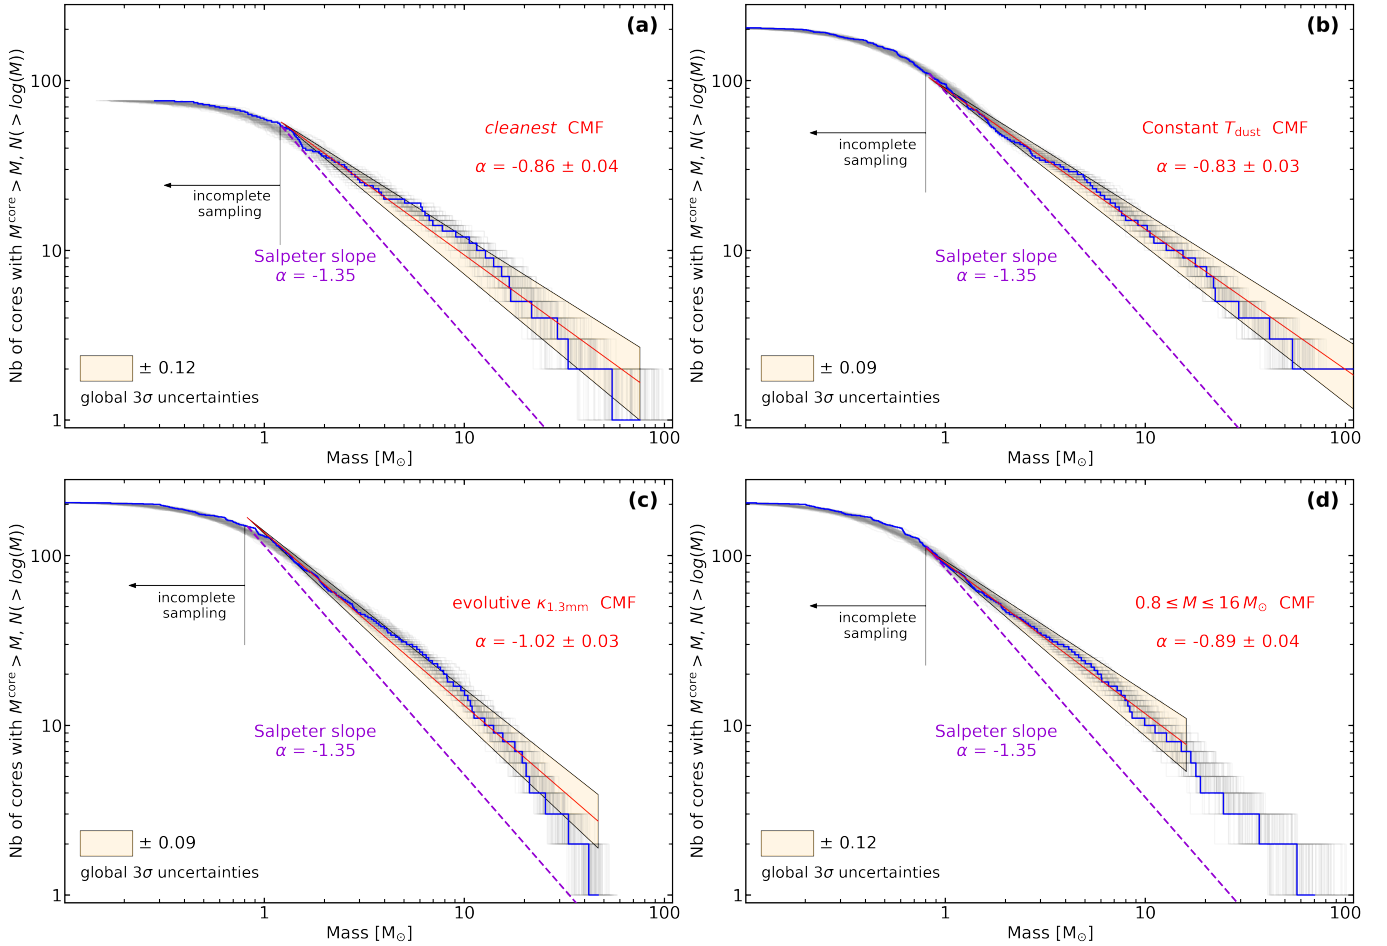 (a)
Nb of cores with M^core > M, N(> log(M))
100
10
1
cleanest CMF
α = -0.86 ± 0.04
incomplete
sampling
Salpeter slope
α = -1.35
± 0.12
global 3σ uncertainties
1 10 100
Mass [M☉]
(b)
Nb of cores with M^core > M, N(> log(M))
100
10
1
Constant T_dust CMF
α = -0.83 ± 0.03
incomplete
sampling
Salpeter slope
α = -1.35
± 0.09
global 3σ uncertainties
1 10 100
Mass [M☉]
(c)
Nb of cores with M^core > M, N(> log(M))
100
10
1
evolutive κ_1.3mm CMF
α = -1.02 ± 0.03
incomplete
sampling
Salpeter slope
α = -1.35
± 0.09
global 3σ uncertainties
1 10 100
Mass [M☉]
(d)
Nb of cores with M^core > M, N(> log(M))
100
10
1
0.8 ≤ M ≤ 16 M☉ CMF
α = -0.89 ± 0.04
incomplete
sampling
Salpeter slope
α = -1.35
± 0.12
global 3σ uncertainties
1 10 100
Mass [M☉]